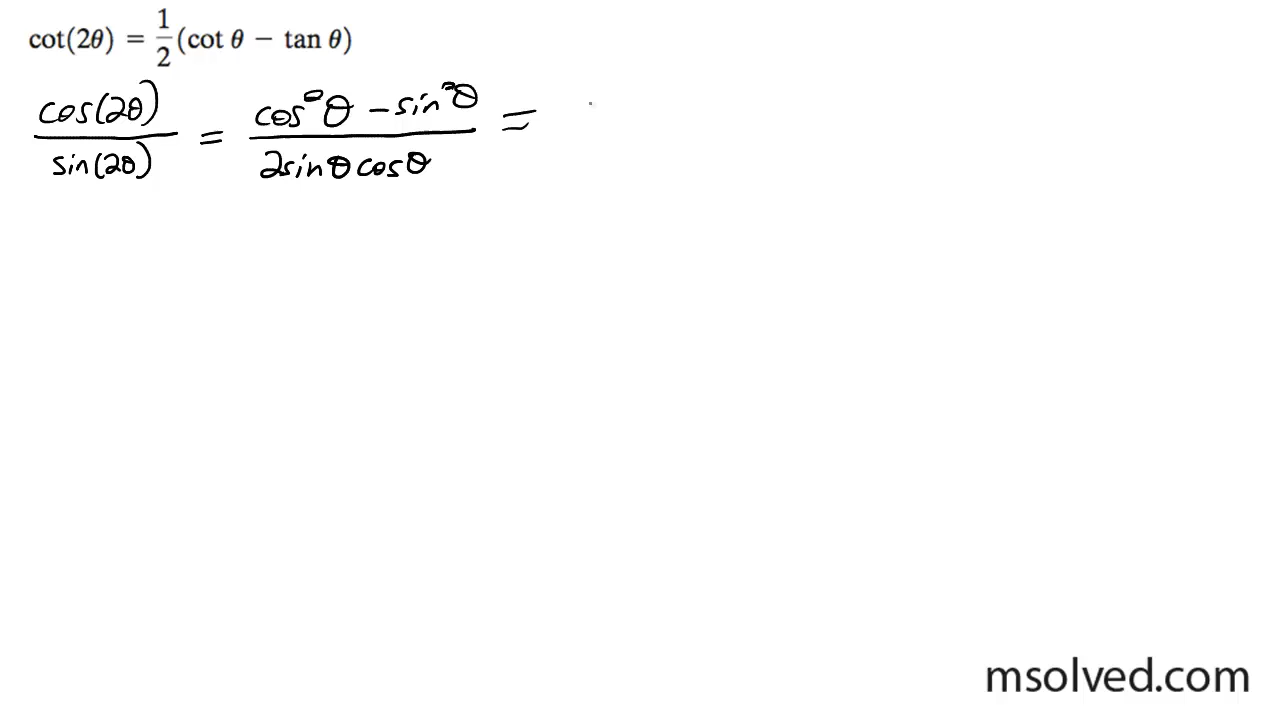 cot(2θ) = 1/2 (cot θ − tan θ)
cos(2θ)/sin(2θ) = (cos²θ − sin²θ)/(2sinθcosθ) =
msolved.com